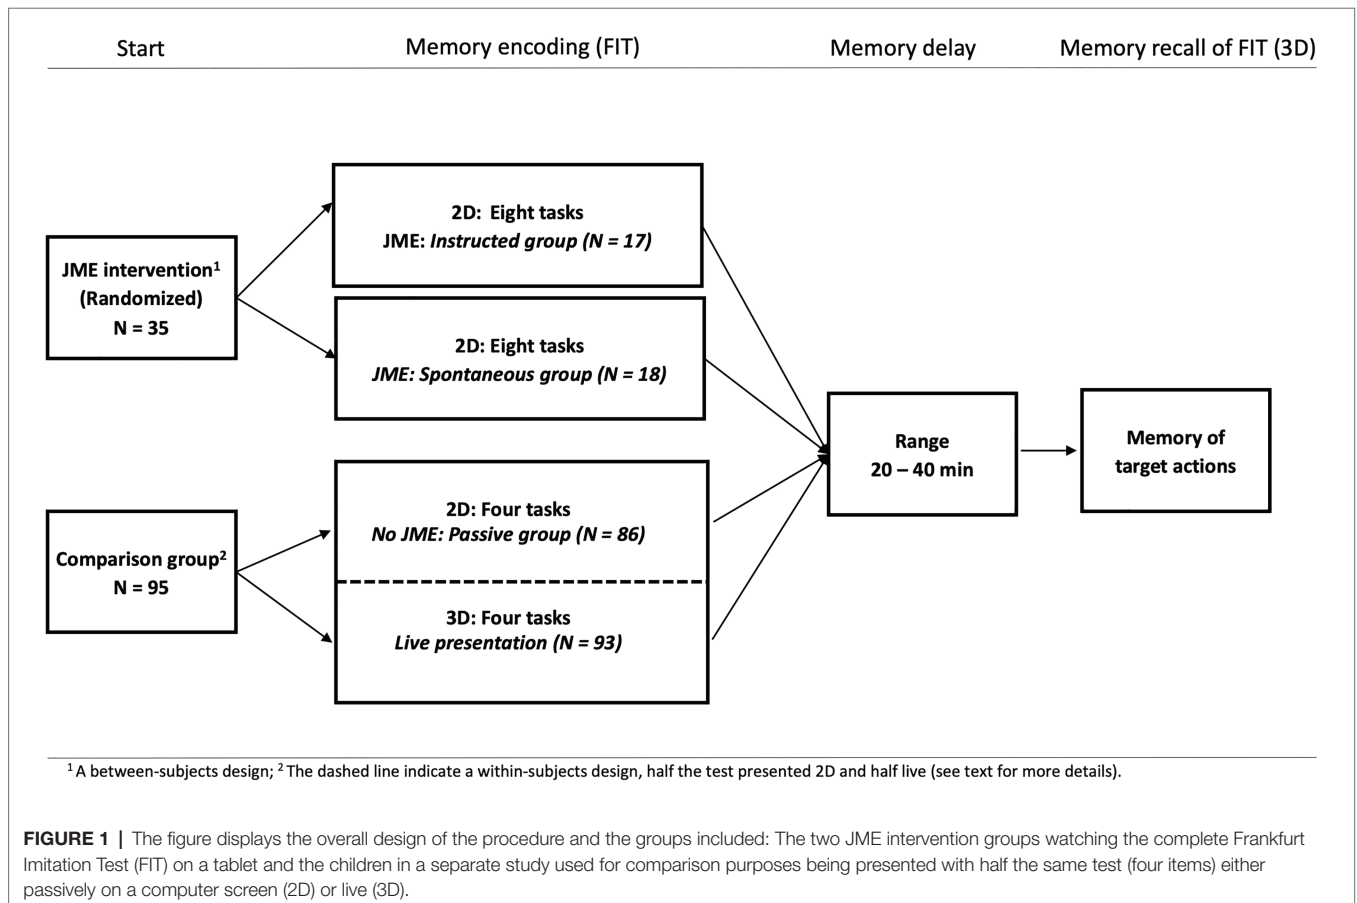 Start
Memory encoding (FIT)
Memory delay
Memory recall of FIT (3D)
2D:  Eight tasks
JME: Instructed group (N = 17)
JME intervention¹
(Randomized)
N = 35
2D: Eight tasks
JME: Spontaneous group (N = 18)
Range
20 – 40 min
Memory of
target actions
2D: Four tasks
No JME: Passive group (N = 86)
Comparison group²
N = 95
3D: Four tasks
Live presentation (N = 93)
¹ A between-subjects design; ² The dashed line indicate a within-subjects design, half the test presented 2D and half live (see text for more details).
FIGURE 1 | The figure displays the overall design of the procedure and the groups included: The two JME intervention groups watching the complete Frankfurt
Imitation Test (FIT) on a tablet and the children in a separate study used for comparison purposes being presented with half the same test (four items) either
passively on a computer screen (2D) or live (3D).